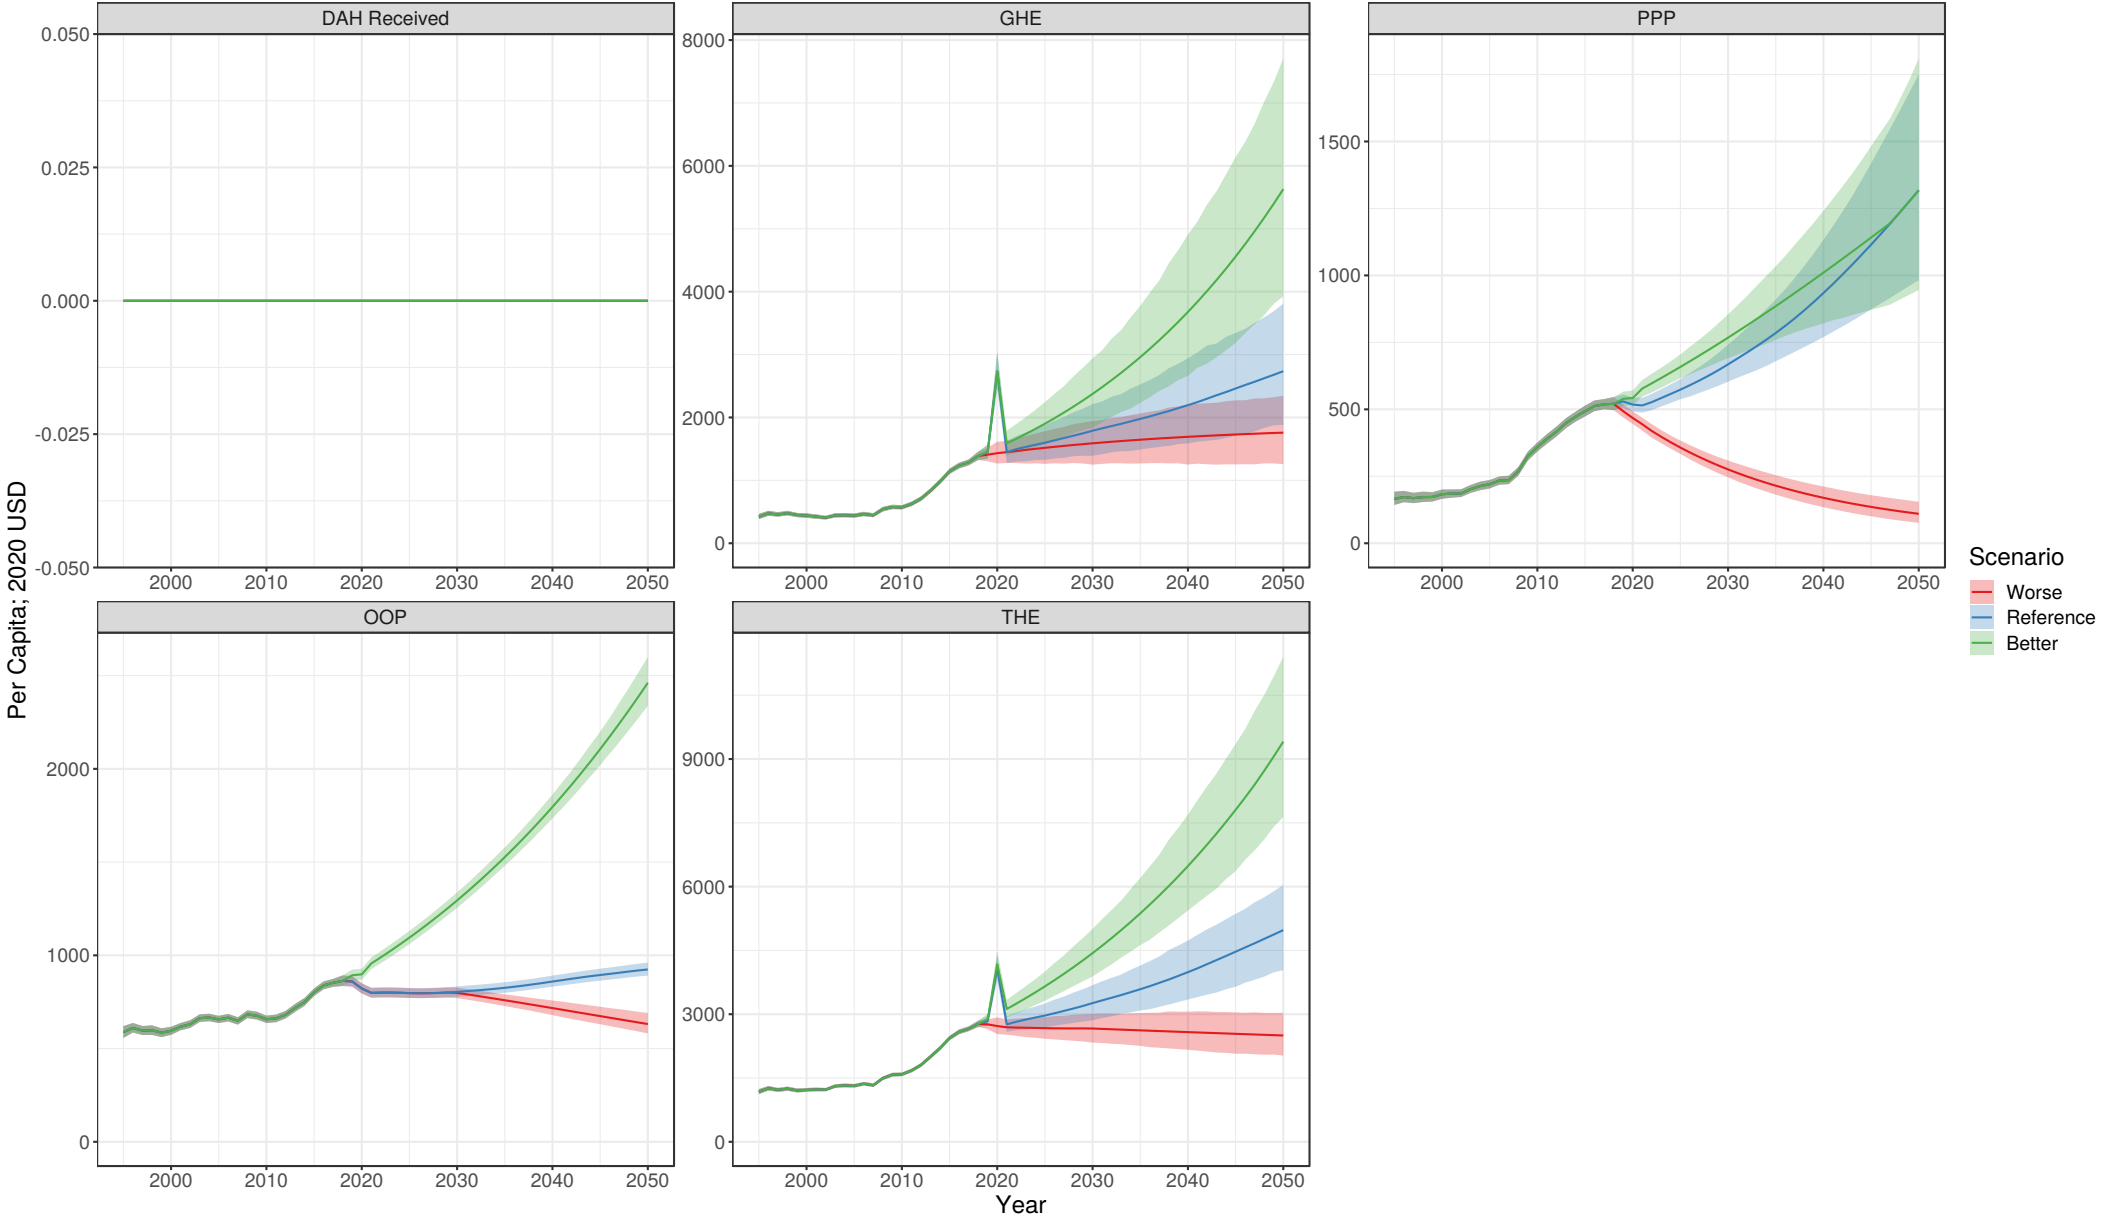 DAH Received
GHE
PPP
0.050
0.025
0.000
-0.025
-0.050
8000
6000
4000
2000
0
1500
1000
500
0
2000 2010 2020 2030 2040 2050
2000 2010 2020 2030 2040 2050
2000 2010 2020 2030 2040 2050
Per Capita; 2020 USD
OOP
THE
2000
1000
0
9000
6000
3000
0
2000 2010 2020 2030 2040 2050
2000 2010 2020 2030 2040 2050
Year
Scenario
Worse
Reference
Better